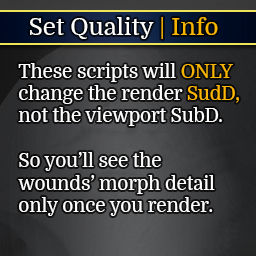 Set Quality | Info
These scripts will ONLY
change the render SudD,
not the viewport SubD.
So you'll see the
wounds' morph detail
only once you render.